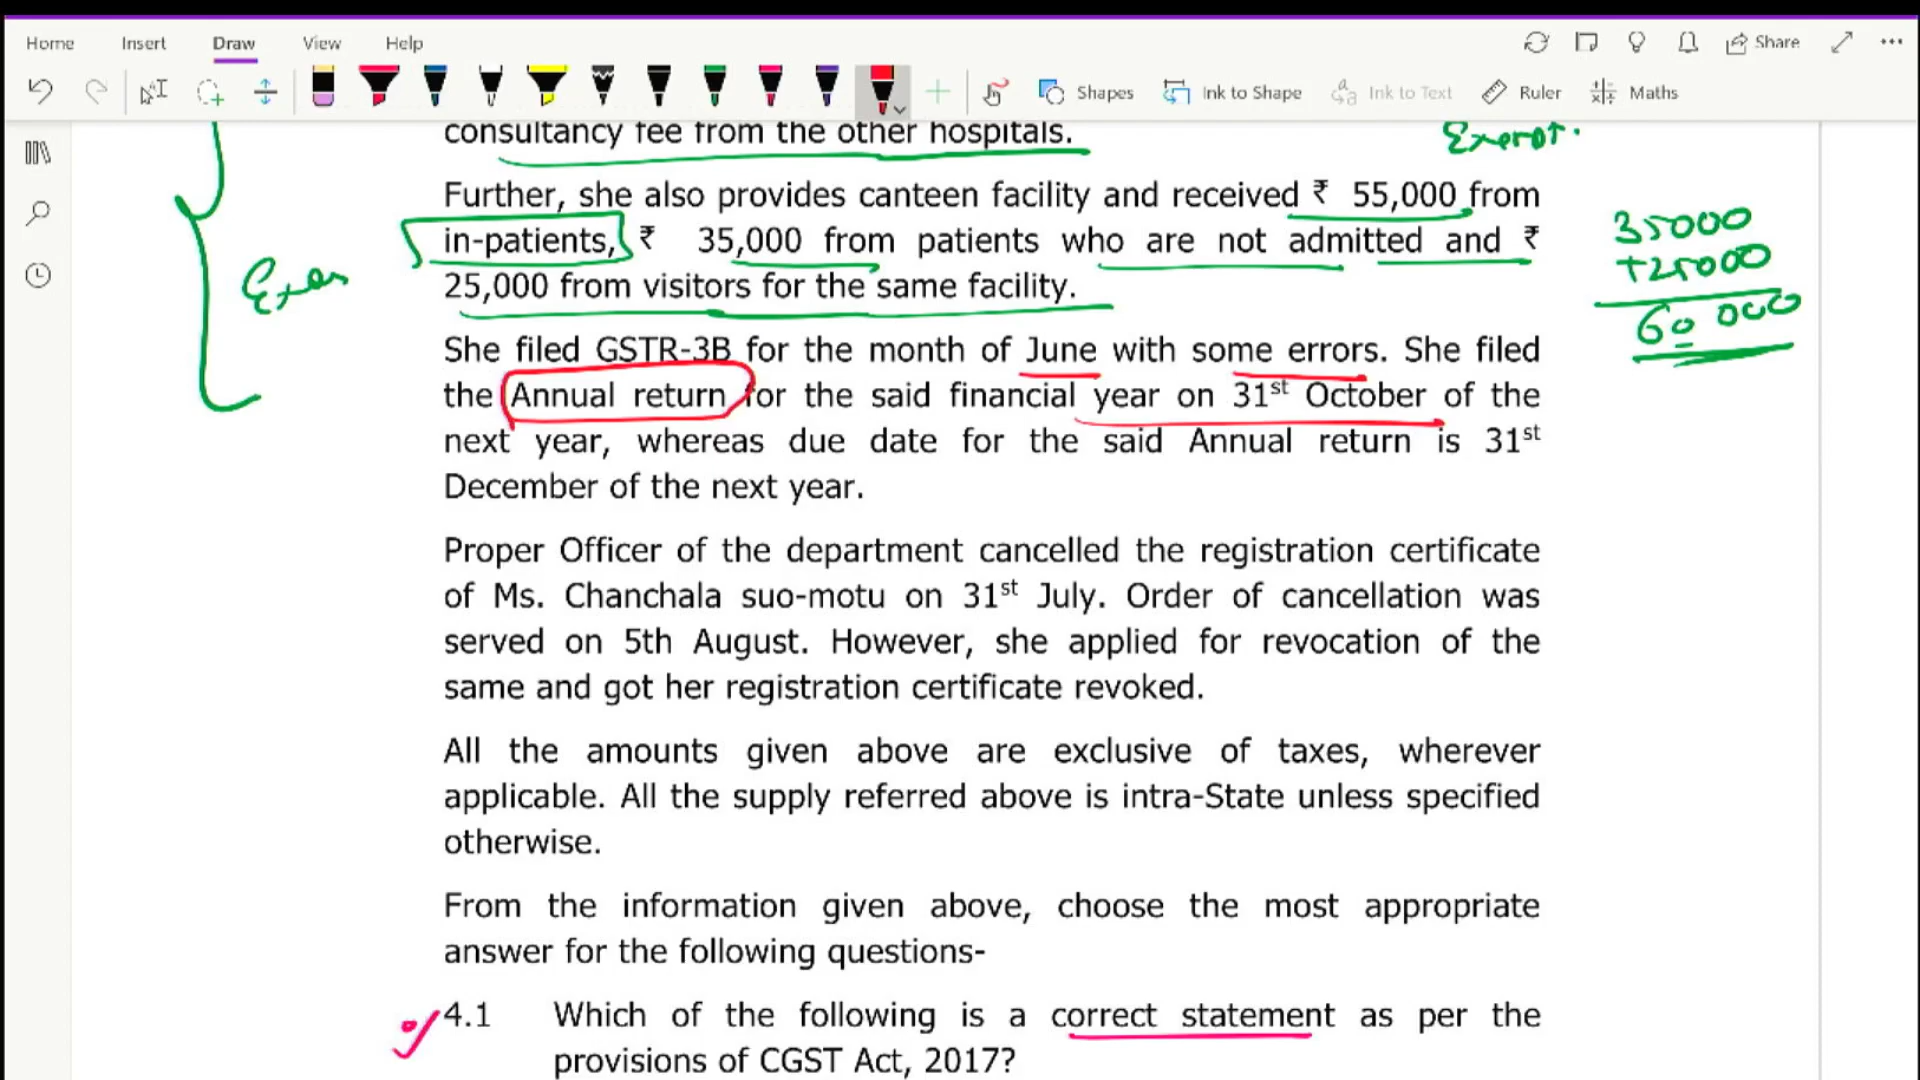 Home Insert Draw View Help Share
Shapes Ink to Shape Ink to Text Ruler Maths
consultancy fee from the other hospitals.
Exempt.
Further, she also provides canteen facility and received ₹ 55,000 from
in-patients, ₹ 35,000 from patients who are not admitted and ₹
25,000 from visitors for the same facility.
35000
+25000
60 000
She filed GSTR-3B for the month of June with some errors. She filed
the Annual return for the said financial year on 31st October of the
next year, whereas due date for the said Annual return is 31st
December of the next year.
Proper Officer of the department cancelled the registration certificate
of Ms. Chanchala suo-motu on 31st July. Order of cancellation was
served on 5th August. However, she applied for revocation of the
same and got her registration certificate revoked.
All the amounts given above are exclusive of taxes, wherever
applicable. All the supply referred above is intra-State unless specified
otherwise.
From the information given above, choose the most appropriate
answer for the following questions-
4.1 Which of the following is a correct statement as per the
provisions of CGST Act, 2017?